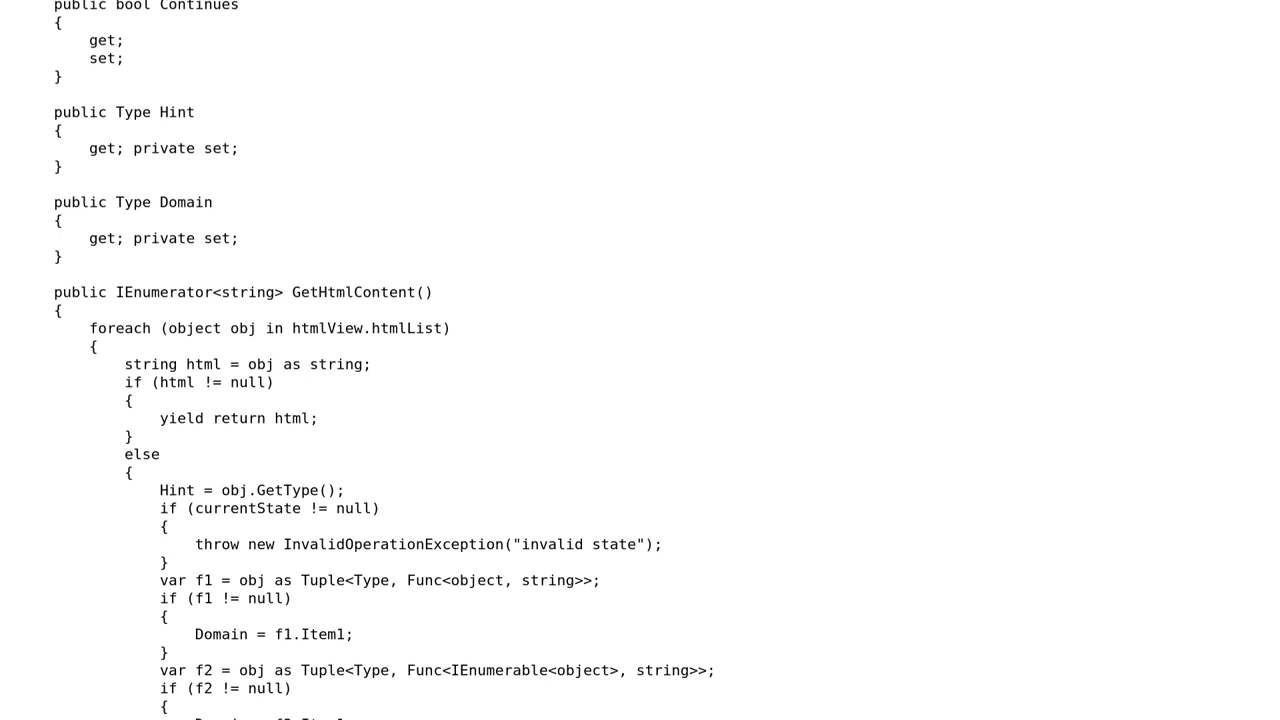 public bool Continues
{
    get;
    set;
}

public Type Hint
{
    get; private set;
}

public Type Domain
{
    get; private set;
}

public IEnumerator<string> GetHtmlContent()
{
    foreach (object obj in htmlView.htmlList)
    {
        string html = obj as string;
        if (html != null)
        {
            yield return html;
        }
        else
        {
            Hint = obj.GetType();
            if (currentState != null)
            {
                throw new InvalidOperationException("invalid state");
            }
            var f1 = obj as Tuple<Type, Func<object, string>>;
            if (f1 != null)
            {
                Domain = f1.Item1;
            }
            var f2 = obj as Tuple<Type, Func<IEnumerable<object>, string>>;
            if (f2 != null)
            {